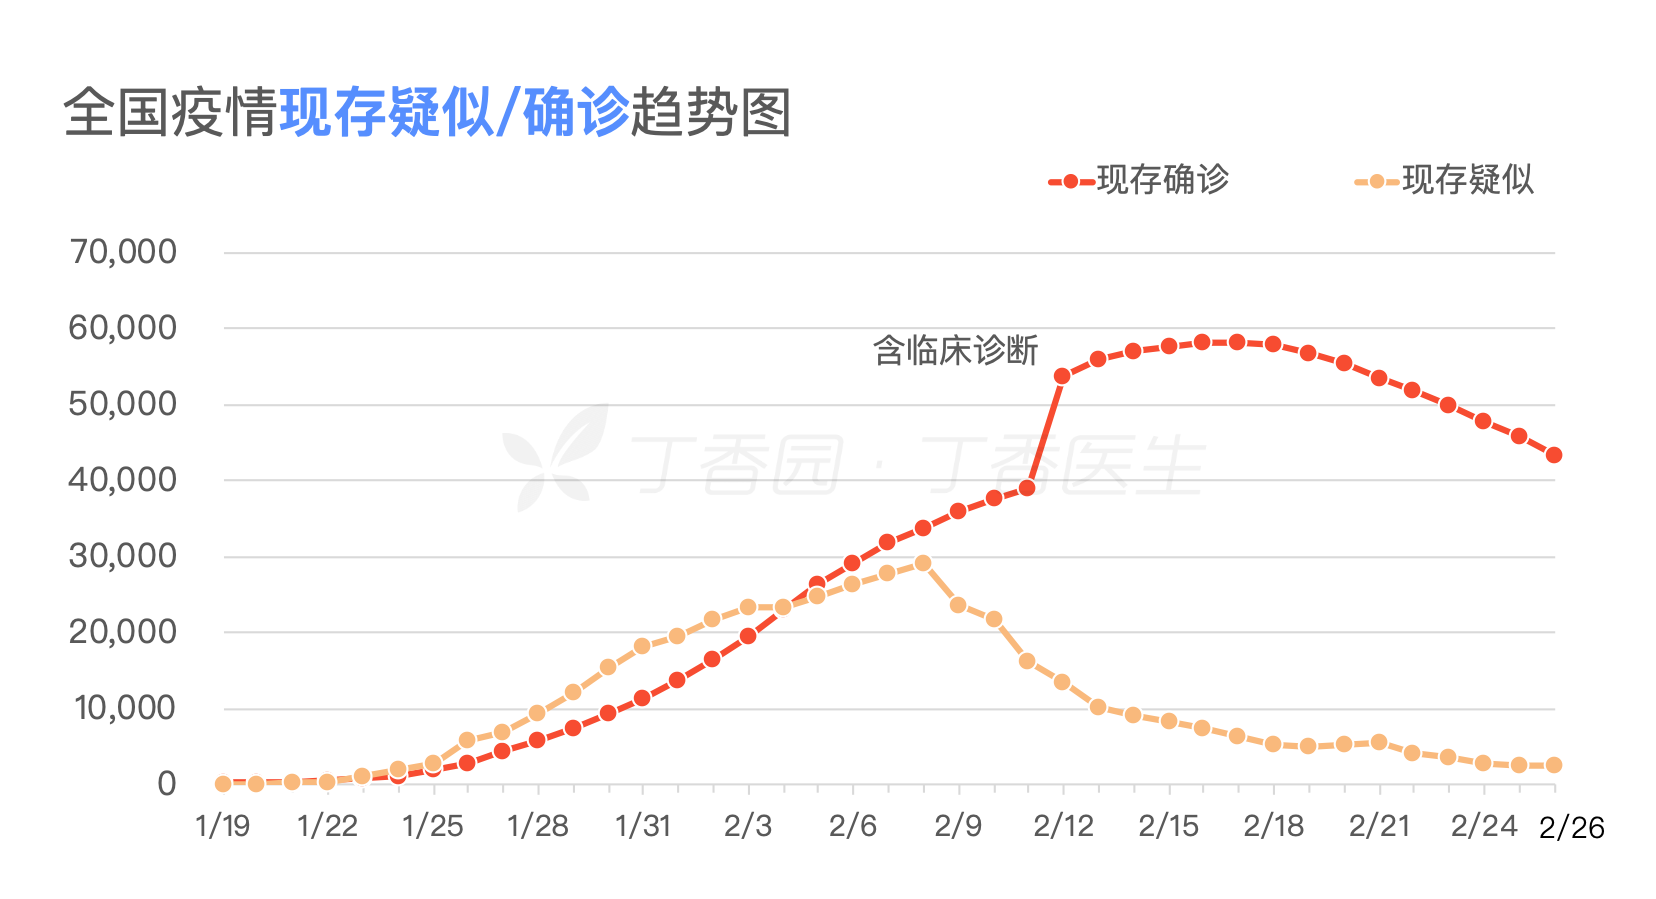 全国疫情现存疑似/确诊趋势图
现存确诊 现存疑似
70,000
60,000
含临床诊断
50,000
丁香园 · 丁香医生
40,000
30,000
20,000
10,000
0
1/19 1/22 1/25 1/28 1/31 2/3 2/6 2/9 2/12 2/15 2/18 2/21 2/24 2/26